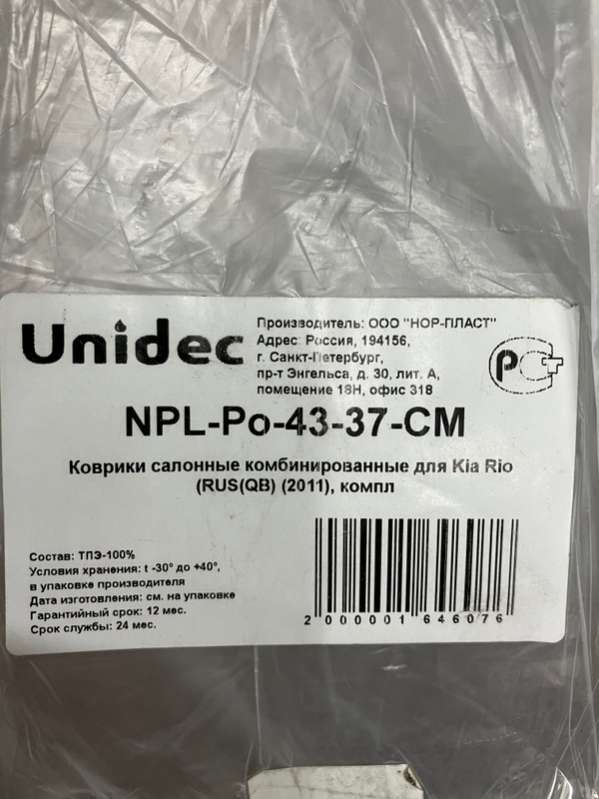 Unidec
Производитель: ООО "НОР-ПЛАСТ"
Адрес: Россия, 194156,
г. Санкт-Петербург,
пр-т Энгельса, д. 30, лит. А,
помещение 18Н, офис 318
РСТ
NPL-Po-43-37-CM
Коврики салонные комбинированные для Kia Rio
(RUS(QB) (2011), компл
Состав: ТПЭ-100%
Условия хранения: t -30° до +40°,
в упаковке производителя
Дата изготовления: см. на упаковке
Гарантийный срок: 12 мес.
Срок службы: 24 мес.
2 000001 646076